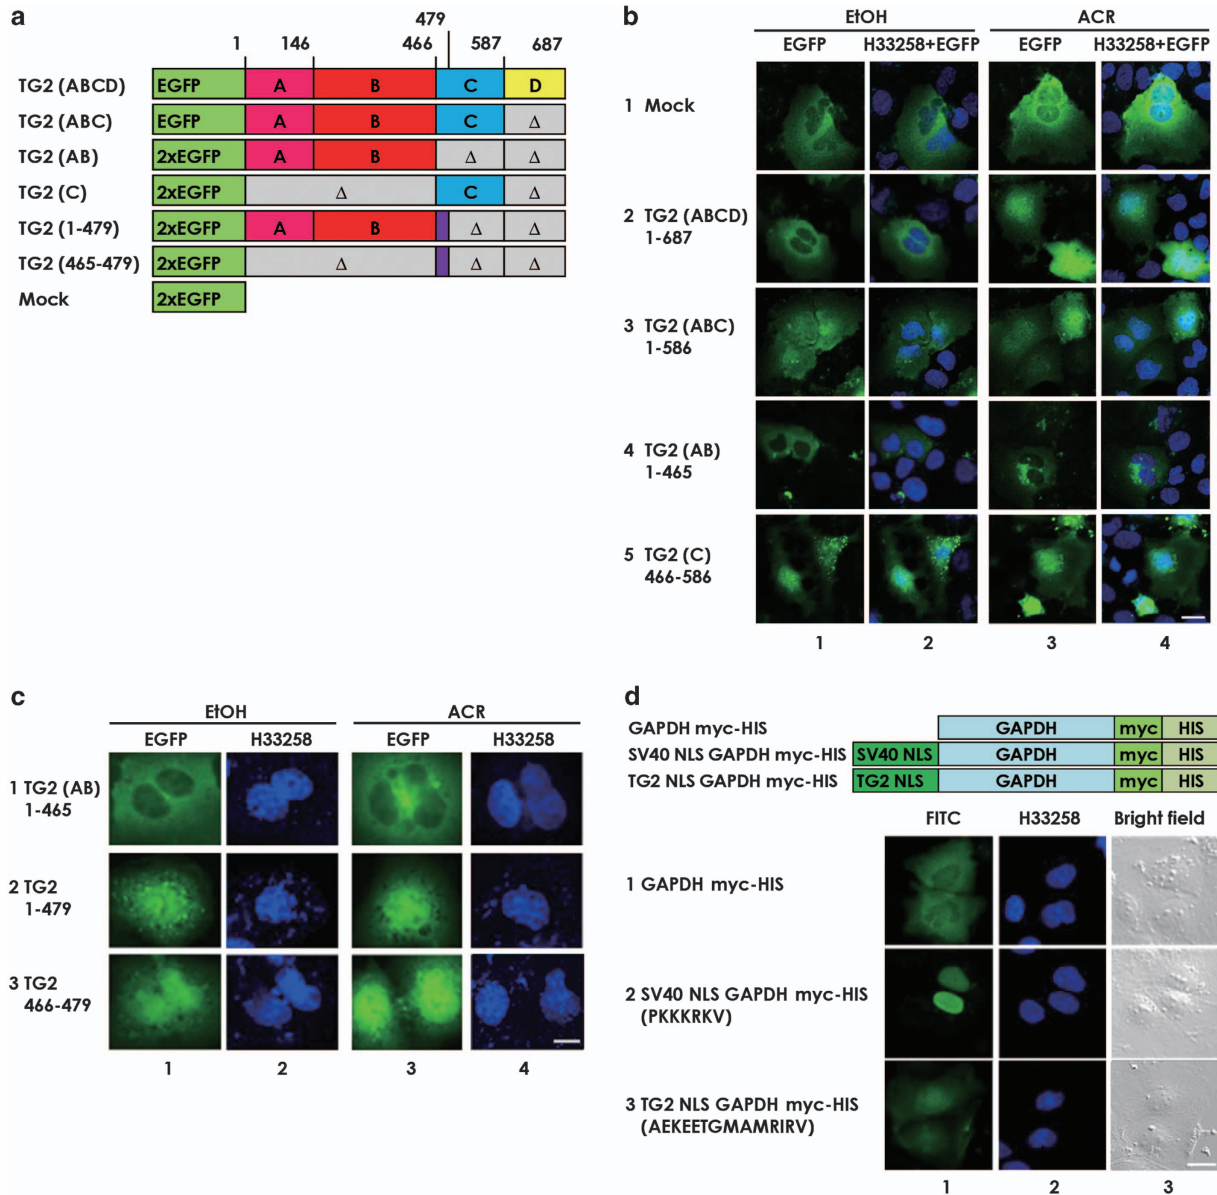 a
479
1 146 466 587 687
TG2 (ABCD) EGFP A B C D
TG2 (ABC) EGFP A B C Δ
TG2 (AB) 2xEGFP A B Δ Δ
TG2 (C) 2xEGFP Δ C Δ
TG2 (1-479) 2xEGFP A B Δ Δ
TG2 (465-479) 2xEGFP Δ Δ Δ
Mock 2xEGFP
b
EtOH ACR
EGFP H33258+EGFP EGFP H33258+EGFP
1 Mock
2 TG2 (ABCD)
1-687
3 TG2 (ABC)
1-586
4 TG2 (AB)
1-465
5 TG2 (C)
466-586
1 2 3 4
c
EtOH ACR
EGFP H33258 EGFP H33258
1 TG2 (AB)
1-465
2 TG2
1-479
3 TG2
466-479
1 2 3 4
d
GAPDH myc-HIS GAPDH myc HIS
SV40 NLS GAPDH myc-HIS SV40 NLS GAPDH myc HIS
TG2 NLS GAPDH myc-HIS TG2 NLS GAPDH myc HIS
FITC H33258 Bright field
1 GAPDH myc-HIS
2 SV40 NLS GAPDH myc-HIS
(PKKKRKV)
3 TG2 NLS GAPDH myc-HIS
(AEKEETGMAMRIRV)
1 2 3